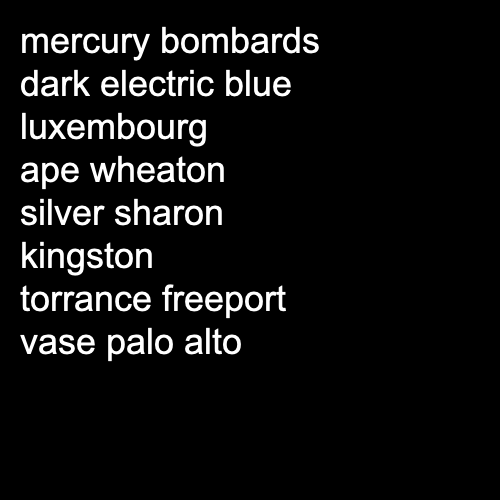 mercury bombards
dark electric blue
luxembourg
ape wheaton
silver sharon
kingston
torrance freeport
vase palo alto